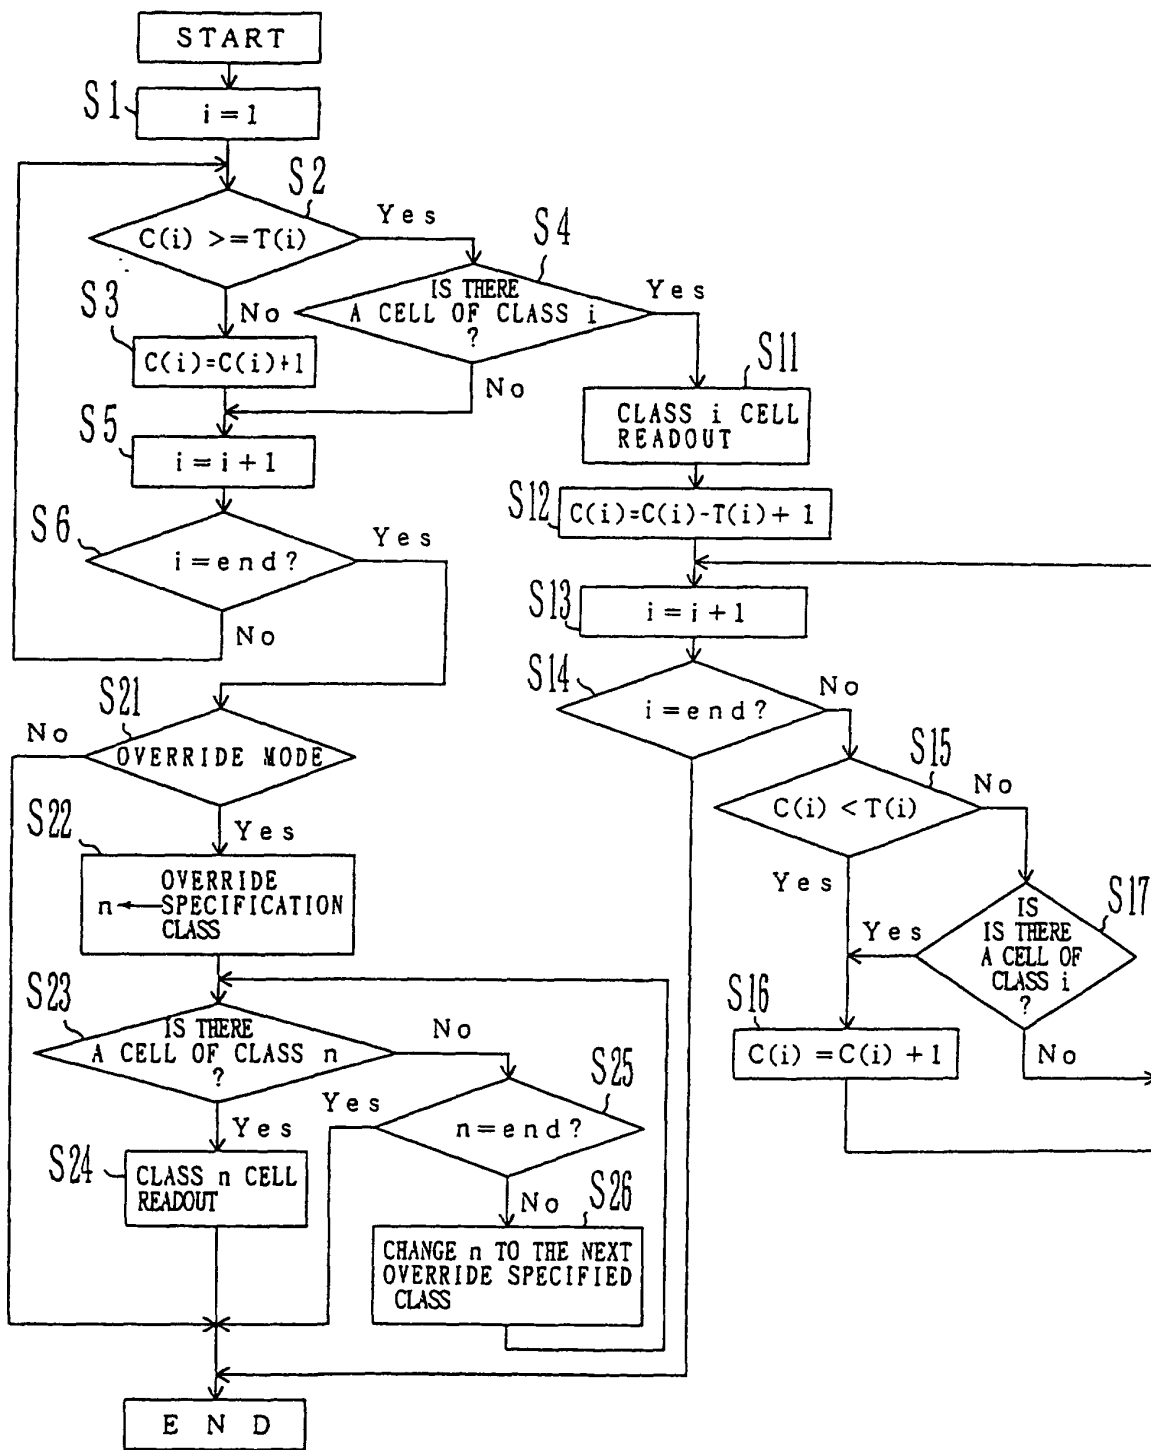 START
S1
i = 1
S2
C(i) >= T(i)
Yes
No
S4
IS THERE
A CELL OF CLASS i
?
Yes
No
S3
C(i)=C(i)+1
S5
i = i + 1
S6
i = end?
Yes
No
S11
CLASS i CELL
READOUT
S12
C(i)=C(i)-T(i)+ 1
S13
i = i + 1
S14
i = end?
No
S15
C(i) < T(i)
No
Yes
S17
IS
IS THERE
A CELL OF
CLASS i
?
Yes
No
S16
C(i) = C(i) + 1
S21
OVERRIDE MODE
No
Yes
S22
OVERRIDE
n ← SPECIFICATION
CLASS
S23
IS THERE
A CELL OF CLASS n
?
No
Yes
S24
CLASS n CELL
READOUT
S25
n = end?
Yes
No
S26
CHANGE n TO THE NEXT
OVERRIDE SPECIFIED
CLASS
END